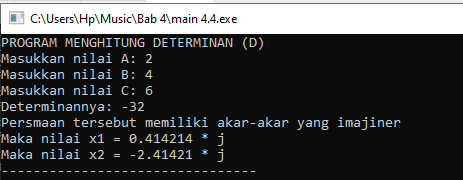 C:\Users\Hp\Music\Bab 4\main 4.4.exe
PROGRAM MENGHITUNG DETERMINAN (D)
Masukkan nilai A: 2
Masukkan nilai B: 4
Masukkan nilai C: 6
Determinannya: -32
Persmaan tersebut memiliki akar-akar yang imajiner
Maka nilai x1 = 0.414214 * j
Maka nilai x2 = -2.41421 * j
--------------------------------